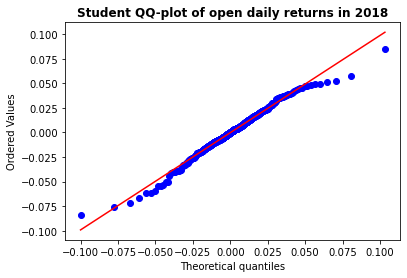 Student QQ-plot of open daily returns in 2018
0.100
0.075
0.050
0.025
0.000
−0.025
−0.050
−0.075
−0.100
Ordered Values
−0.100 −0.075 −0.050 −0.025 0.000 0.025 0.050 0.075 0.100
Theoretical quantiles